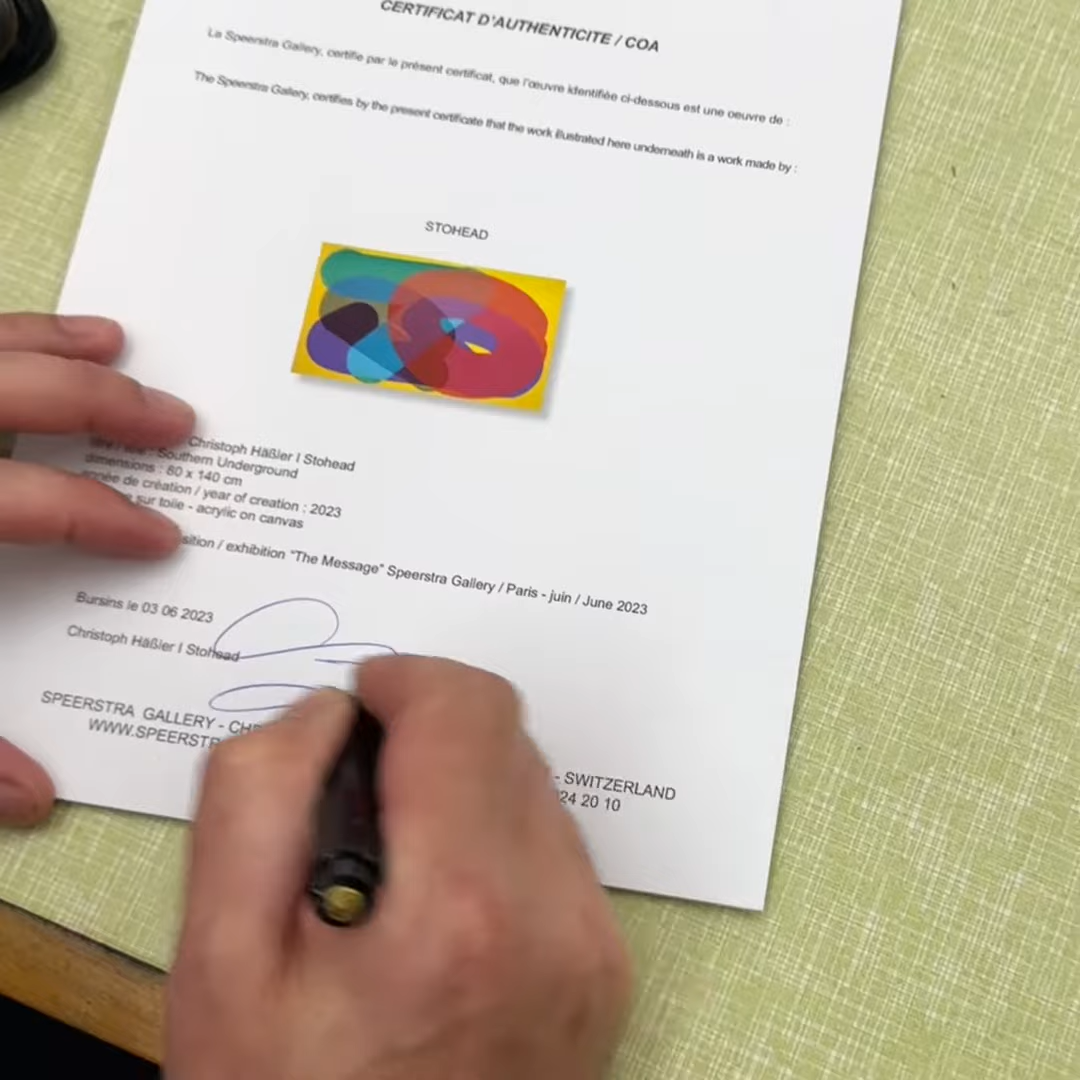 CERTIFICAT D'AUTHENTICITE / COA
La Speerstra Gallery, certifie par le présent certificat, que l'œuvre identifiée ci-dessous est une oeuvre de :
The Speerstra Gallery, certifies by the present certificate that the work illustrated here underneath is a work made by :
STOHEAD
Christoph Häßler I Stohead
Southern Underground
dimensions : 80 x 140 cm
année de création / year of creation : 2023
sur toile - acrylic on canvas
/ exhibition "The Message" Speerstra Gallery / Paris - juin / June 2023
Bursins le 03 06 2023
Christoph Häßler I Stohead
SPEERSTRA GALLERY - - SWITZERLAND
24 20 10